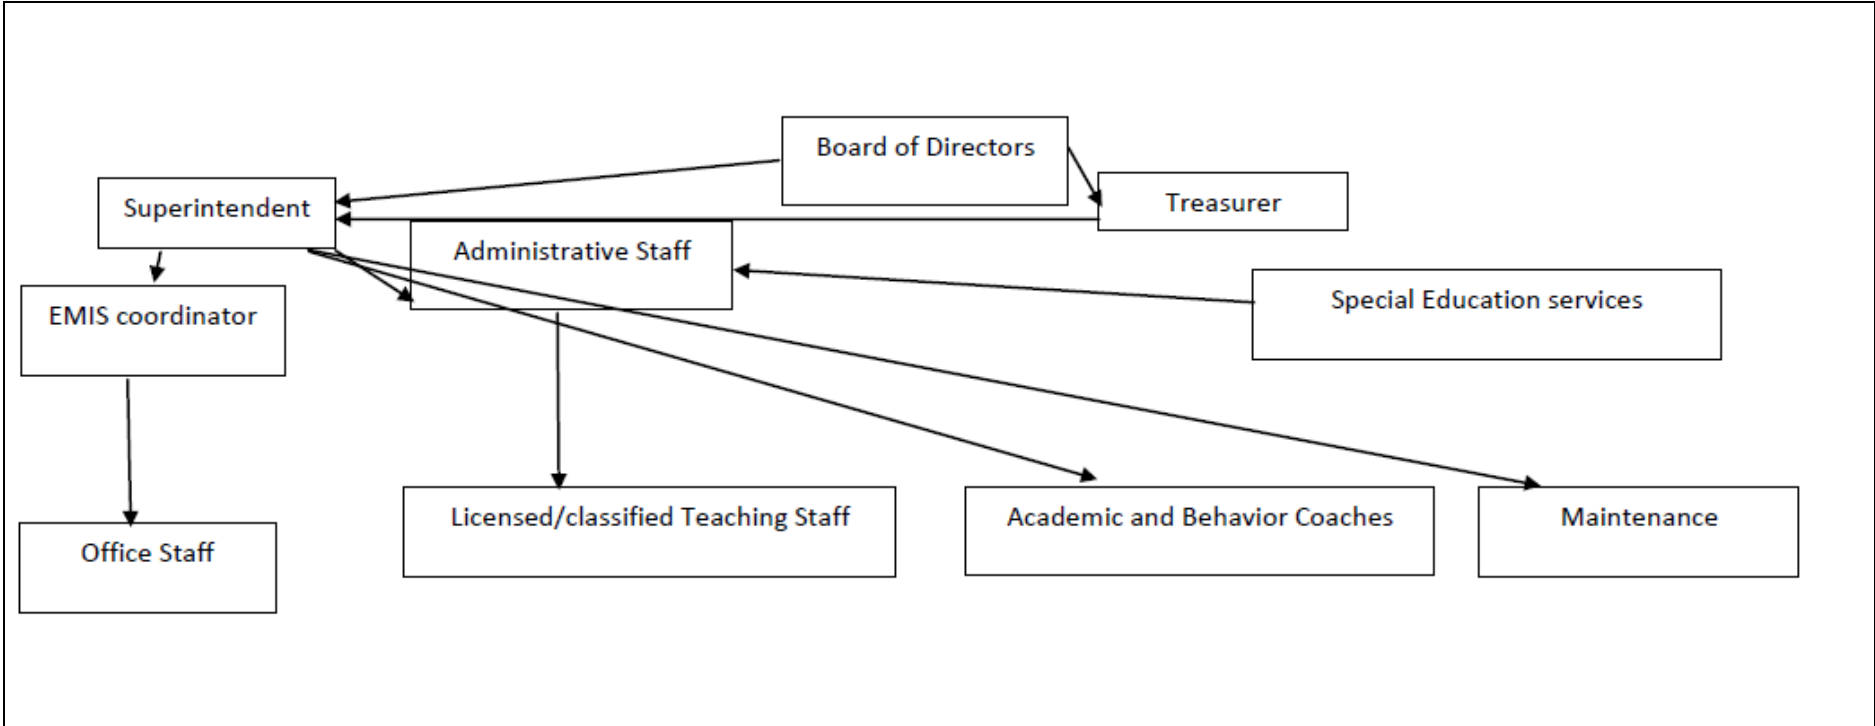 Board of Directors
Superintendent
Treasurer
Administrative Staff
Special Education services
EMIS coordinator
Licensed/classified Teaching Staff
Academic and Behavior Coaches
Maintenance
Office Staff